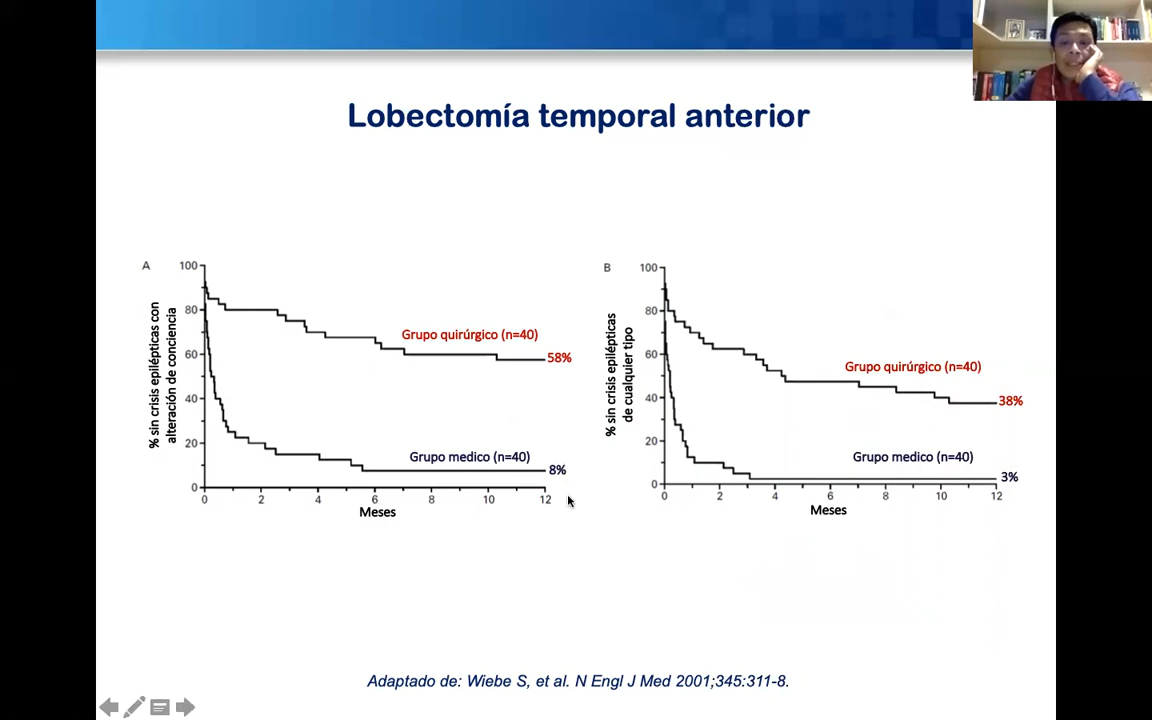 Lobectomía temporal anterior
A
% sin crisis epilépticas con
alteración de conciencia
100
80
60
40
20
0
0 2 4 6 8 10 12
Meses
Grupo quirúrgico (n=40)
58%
Grupo medico (n=40)
8%
B
% sin crisis epilépticas
de cualquier tipo
100
80
60
40
20
0
0 2 4 6 8 10 12
Meses
Grupo quirúrgico (n=40)
38%
Grupo medico (n=40)
3%
Adaptado de: Wiebe S, et al. N Engl J Med 2001;345:311-8.